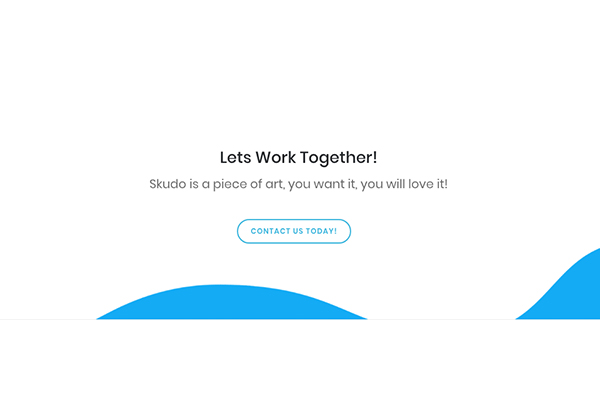 Lets Work Together!
Skudo is a piece of art, you want it, you will love it!
CONTACT US TODAY!